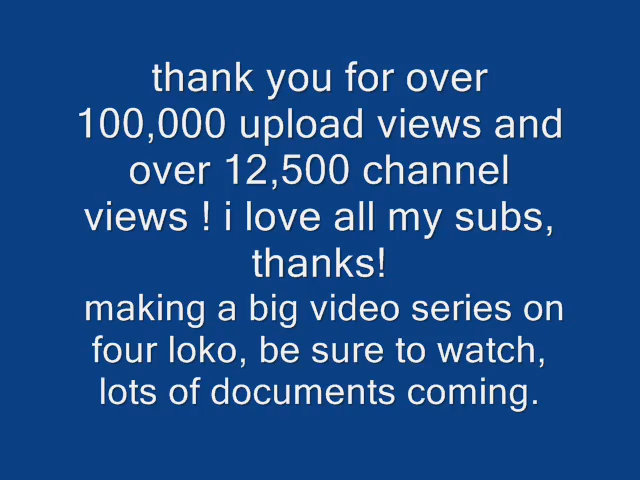 thank you for over
100,000 upload views and
over 12,500 channel
views ! i love all my subs,
thanks!
making a big video series on
four loko, be sure to watch,
lots of documents coming.